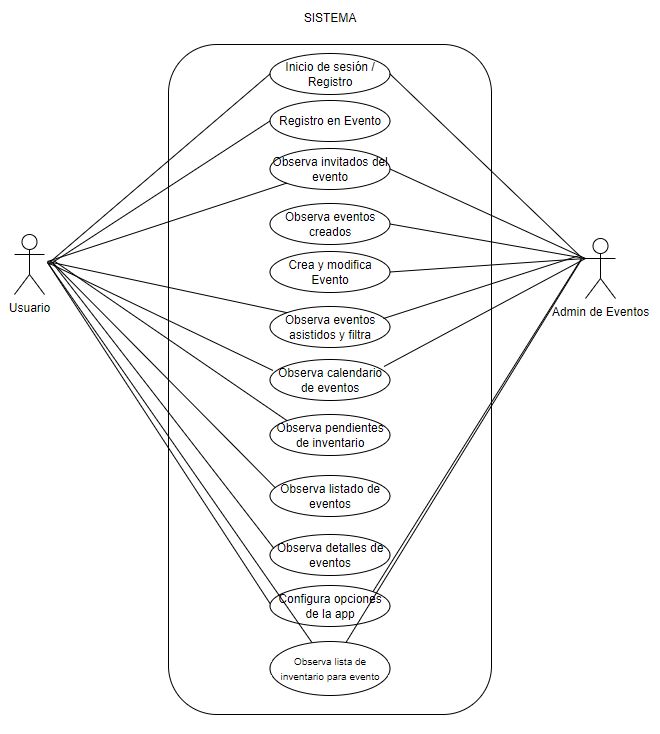 SISTEMA
Inicio de sesión /
Registro
Registro en Evento
Observa invitados del
evento
Observa eventos
creados
Crea y modifica
Evento
Usuario
Admin de Eventos
Observa eventos
asistidos y filtra
Observa calendario
de eventos
Observa pendientes
de inventario
Observa listado de
eventos
Observa detalles de
eventos
Configura opciones
de la app
Observa lista de
inventario para evento